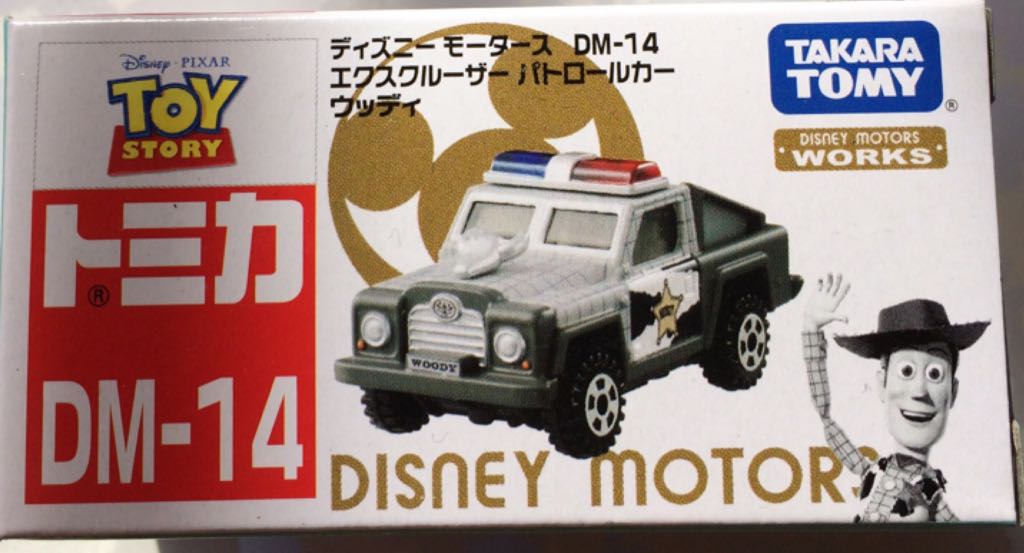 Disney · PIXAR
TOY
STORY
トミカ®
DM-14
ディズニー モータース DM-14
エクスクルーザー パトロールカー
ウッディ
TAKARA
TOMY®
DISNEY MOTORS
· WORKS ·
WOODY
DISNEY MOTORS